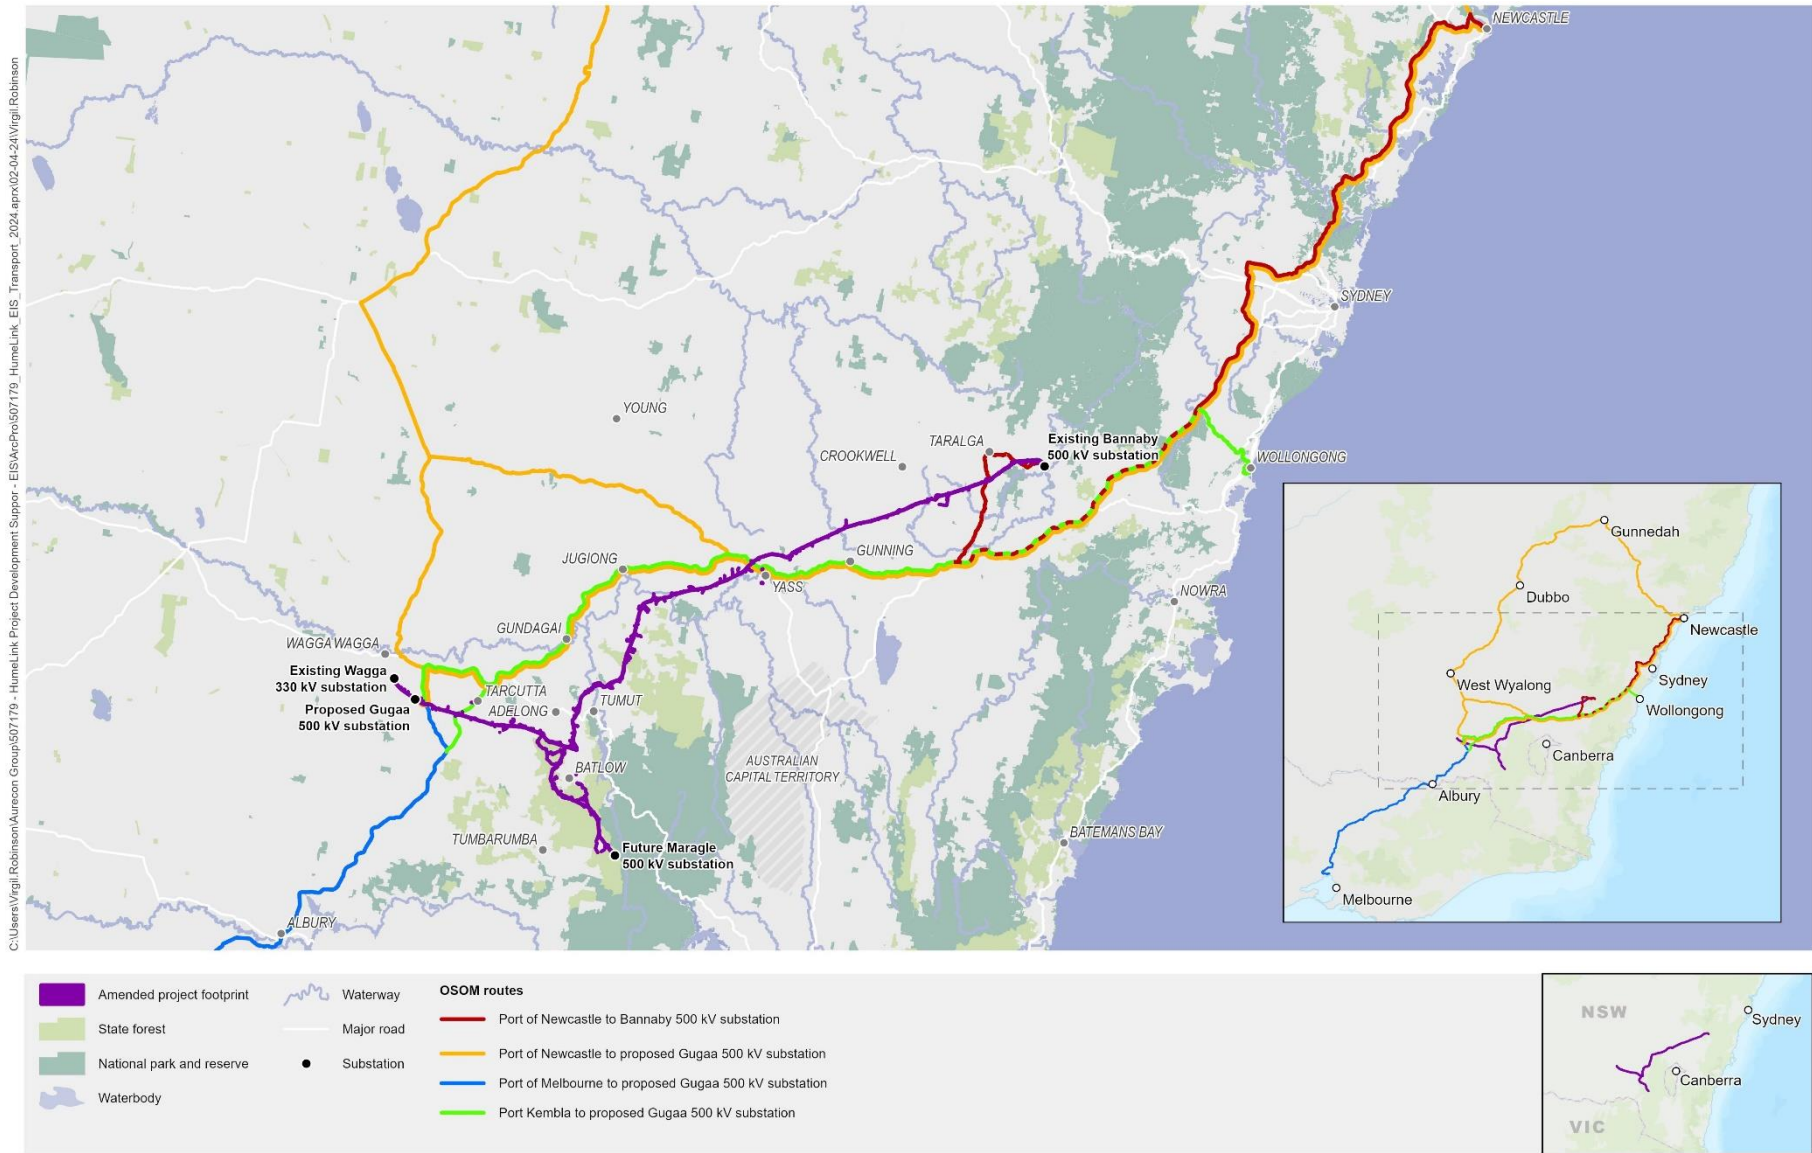 C:\Users\Virgil.Robinson\Aurecon Group\507179 - HumeLink Project Development Suppor - EIS\ArcPro\507179_HumeLink_EIS_Transport_2024.aprx\02-04-24\Virgil.Robinson
NEWCASTLE
SYDNEY
YOUNG
TARALGA
CROOKWELL
Existing Bannaby
500 kV substation
WOLLONGONG
JUGIONG
GUNNING
YASS
NOWRA
GUNDAGAI
WAGGA WAGGA
Existing Wagga
330 kV substation
Proposed Gugaa
500 kV substation
TARCUTTA
ADELONG
TUMUT
BATLOW
AUSTRALIAN
CAPITAL TERRITORY
TUMBARUMBA
Future Maragle
500 kV substation
BATEMANS BAY
ALBURY
Gunnedah
Dubbo
Newcastle
West Wyalong
Sydney
Wollongong
Canberra
Albury
Melbourne
Amended project footprint
State forest
National park and reserve
Waterbody
Waterway
Major road
Substation
OSOM routes
Port of Newcastle to Bannaby 500 kV substation
Port of Newcastle to proposed Gugaa 500 kV substation
Port of Melbourne to proposed Gugaa 500 kV substation
Port Kembla to proposed Gugaa 500 kV substation
NSW
Sydney
Canberra
VIC